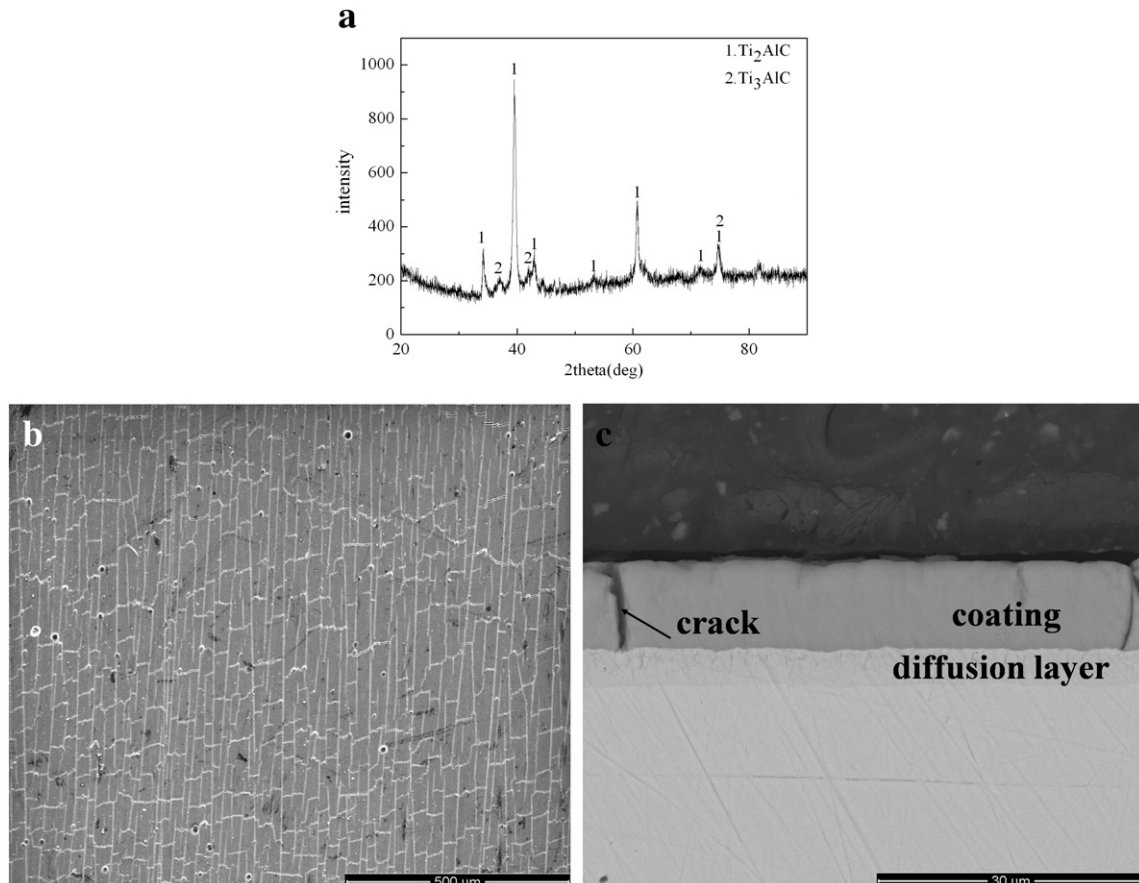 a
1.Ti2AlC
2.Ti3AlC
1000
800
600
400
200
0
intensity
1
1
2
2
1
1
1
1
2
1
20
40
60
80
2theta(deg)
b
500 μm
c
crack
coating
diffusion layer
30 μm